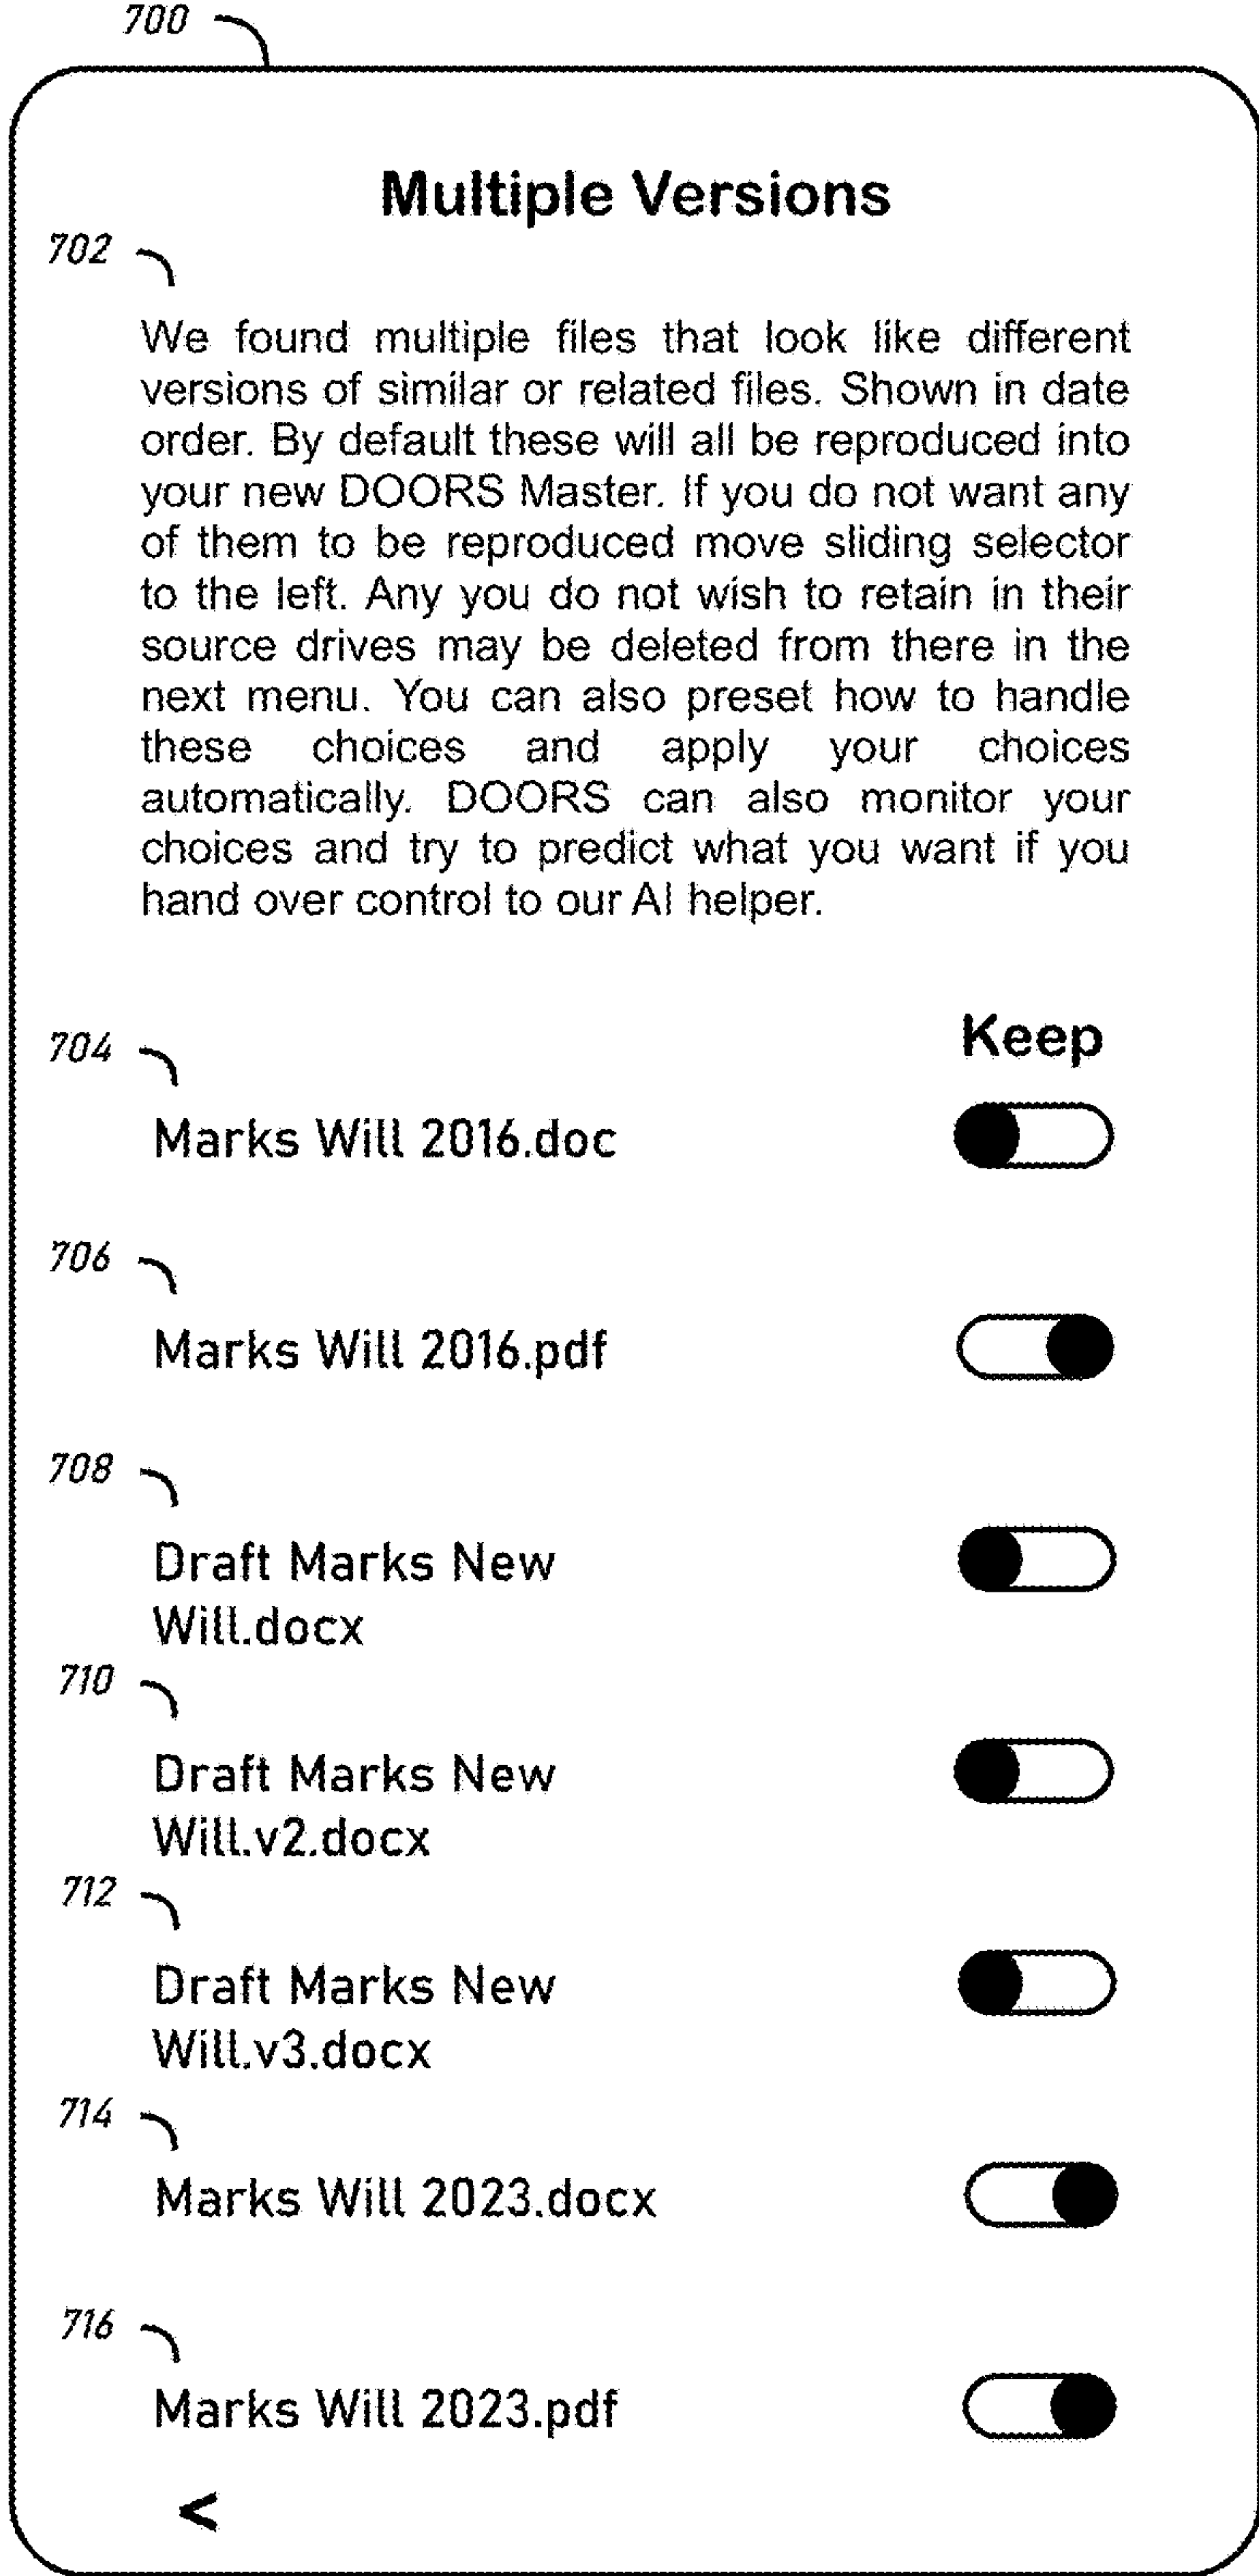 700
Multiple Versions
702
We found multiple files that look like different
versions of similar or related files. Shown in date
order. By default these will all be reproduced into
your new DOORS Master. If you do not want any
of them to be reproduced move sliding selector
to the left. Any you do not wish to retain in their
source drives may be deleted from there in the
next menu. You can also preset how to handle
these choices and apply your choices
automatically. DOORS can also monitor your
choices and try to predict what you want if you
hand over control to our AI helper.
Keep
704
Marks Will 2016.doc
706
Marks Will 2016.pdf
708
Draft Marks New
Will.docx
710
Draft Marks New
Will.v2.docx
712
Draft Marks New
Will.v3.docx
714
Marks Will 2023.docx
716
Marks Will 2023.pdf
<